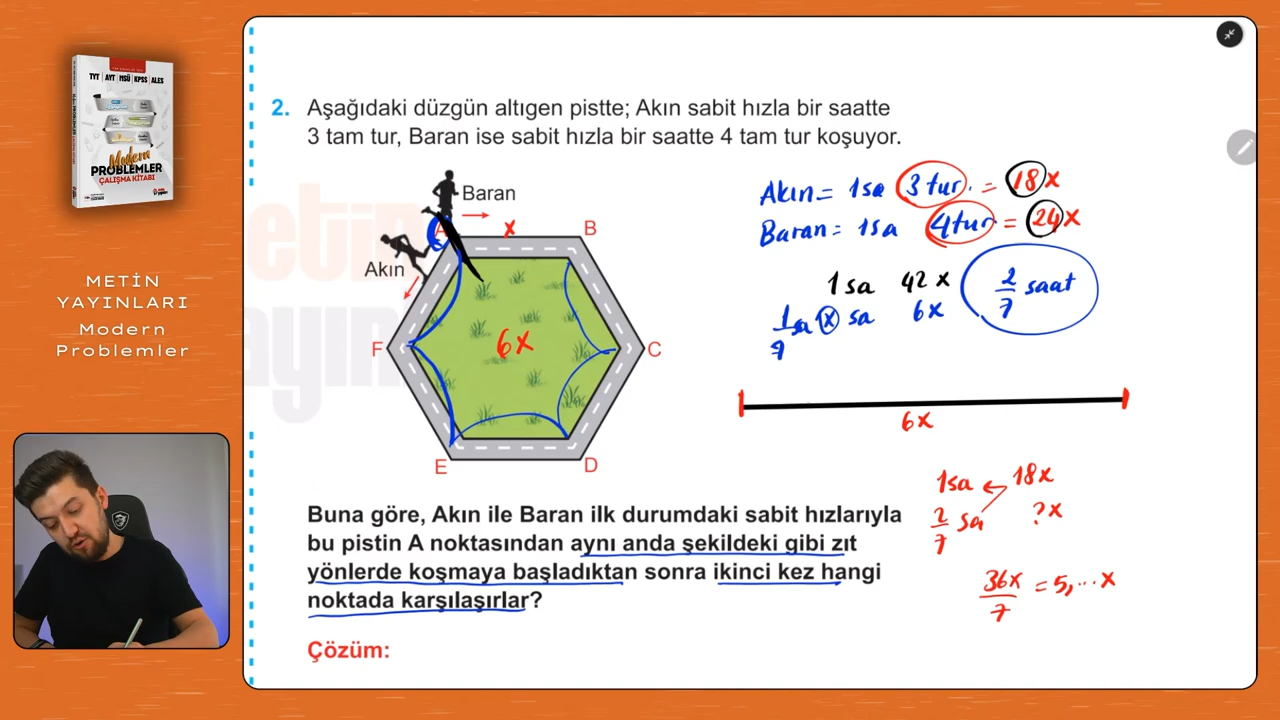 TYT | AYT | MSÜ | KPSS | ALES
Modern
PROBLEMLER
ÇALIŞMA KİTABI
METİN
YAYINLARI
Modern
Problemler
2. Aşağıdaki düzgün altıgen pistte; Akın sabit hızla bir saatte
3 tam tur, Baran ise sabit hızla bir saatte 4 tam tur koşuyor.
Baran
Akın
A
x
B
C
D
E
F
6x
Akın = 1sa 3 tur = 18x
Baran = 1sa 4 tur = 24x
1 sa 42x
1/7 sa x sa 6x
2/7 saat
6x
1sa 18x
2/7 sa ?x
36x/7 = 5,...x
Buna göre, Akın ile Baran ilk durumdaki sabit hızlarıyla
bu pistin A noktasından aynı anda şekildeki gibi zıt
yönlerde koşmaya başladıktan sonra ikinci kez hangi
noktada karşılaşırlar?
Çözüm: